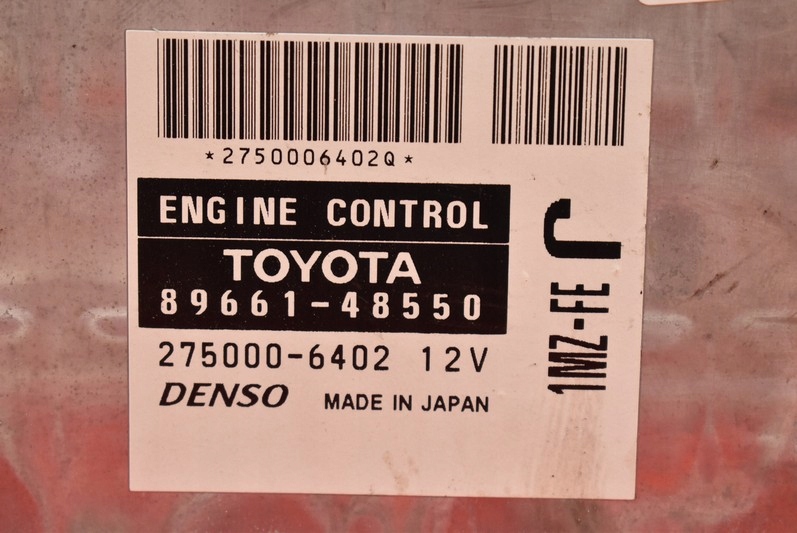 *2750006402Q*
ENGINE CONTROL
TOYOTA
89661-48550
275000-6402 12V
DENSO MADE IN JAPAN
1MZ-FE J